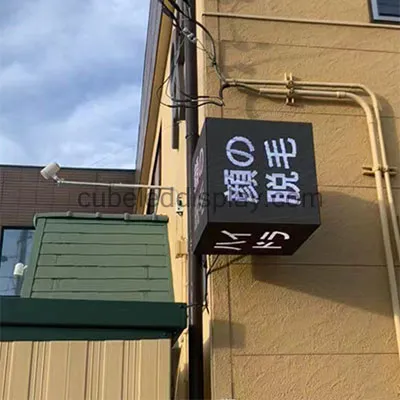 顔の
脱毛
ハイ
ドラ
cubeleddisplay.com